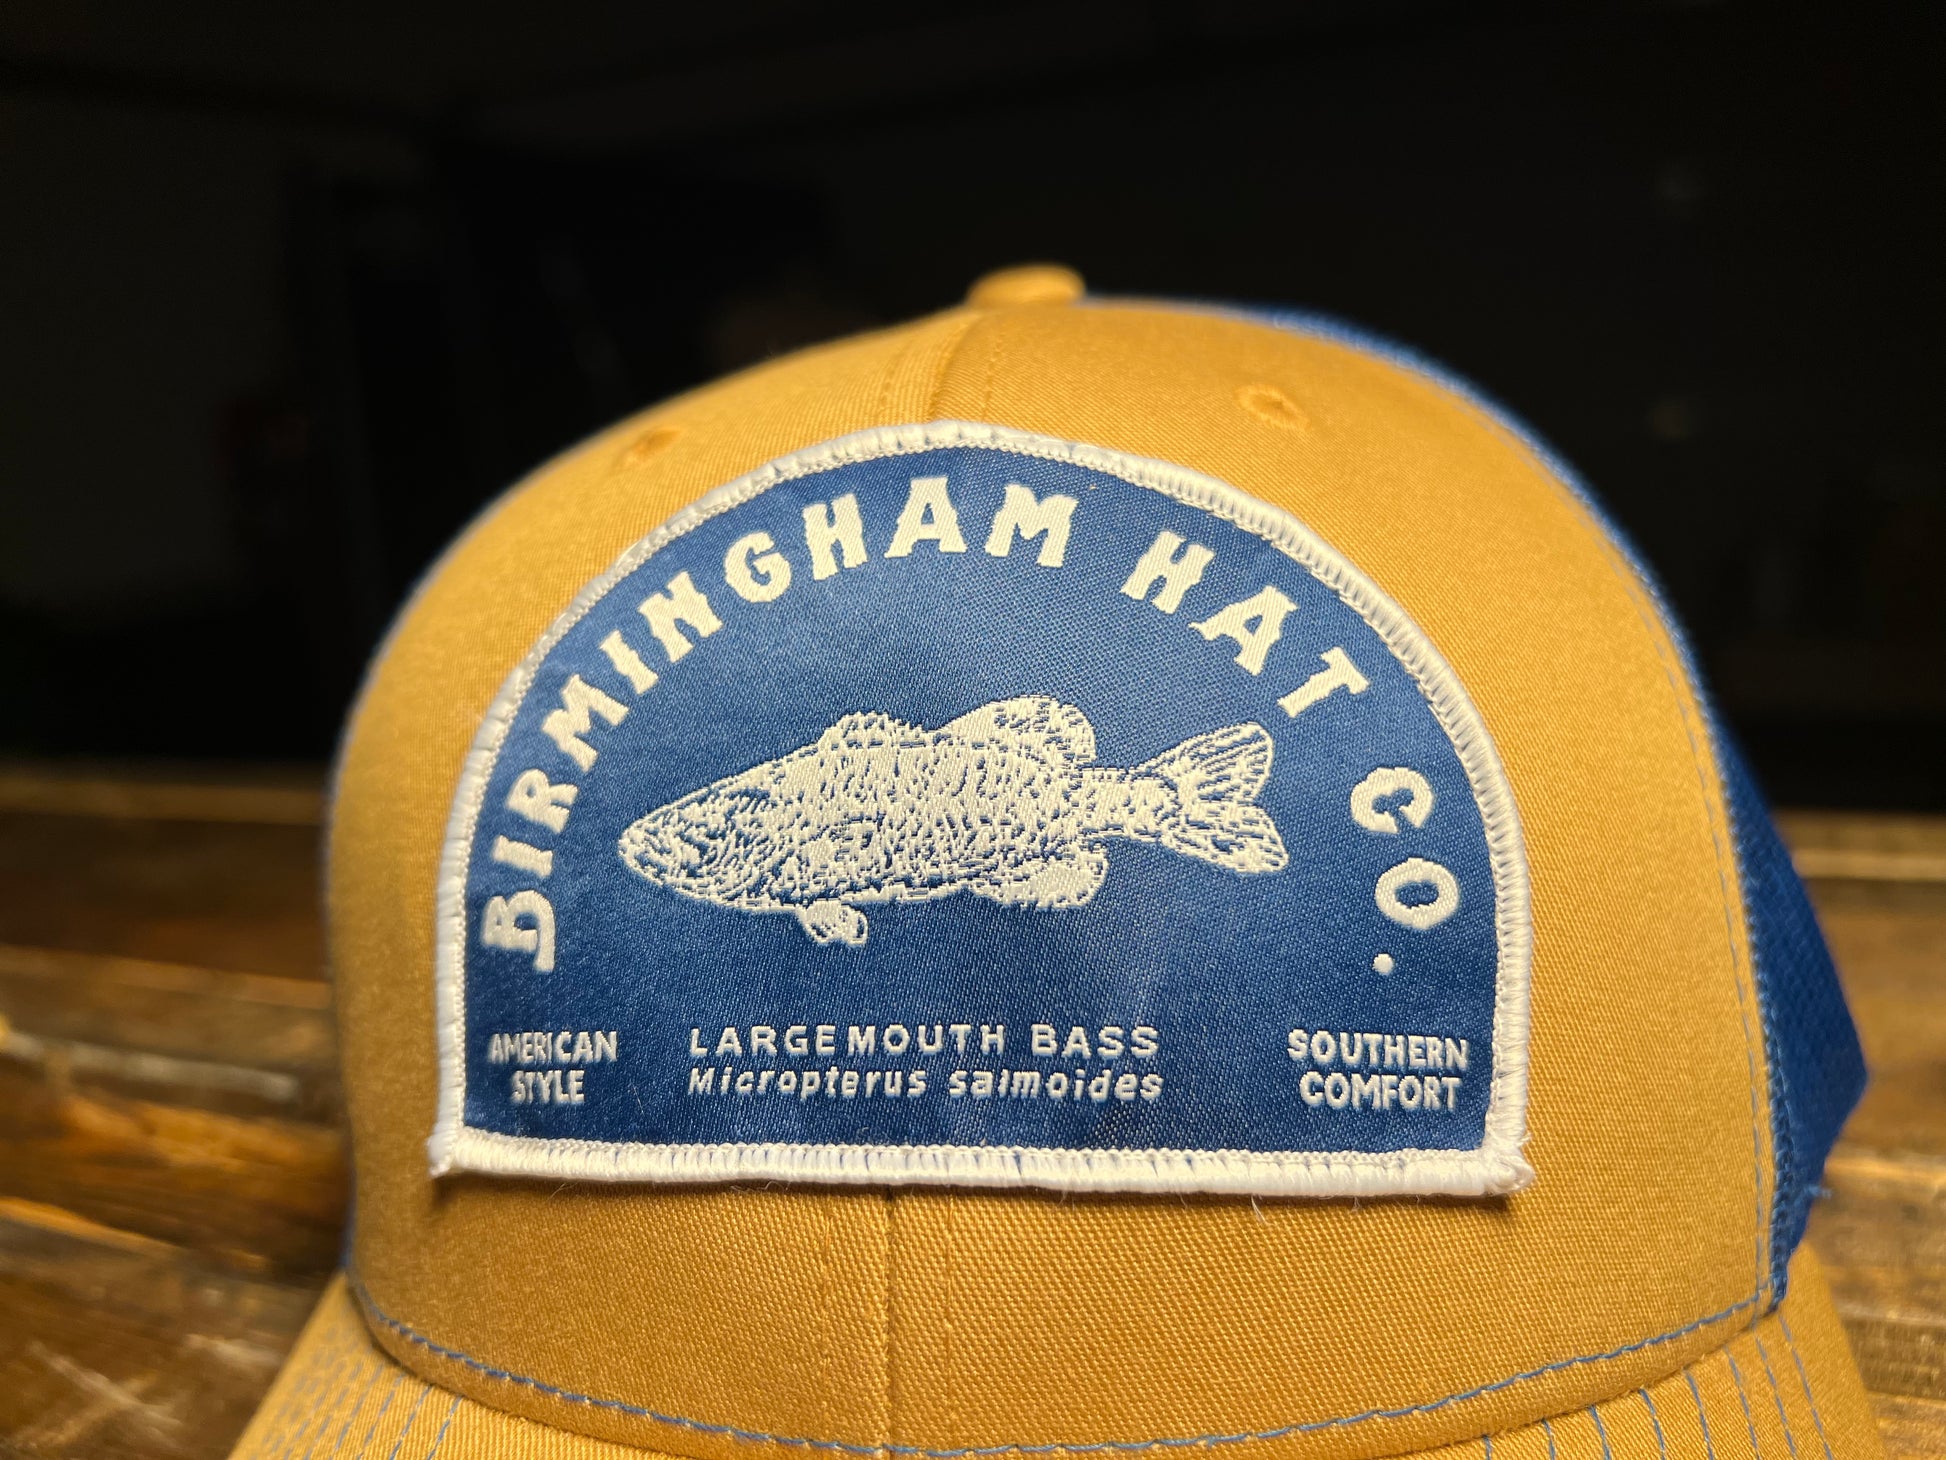 BIRMINGHAM HAT CO.
AMERICAN
STYLE
LARGEMOUTH BASS
Micropterus salmoides
SOUTHERN
COMFORT